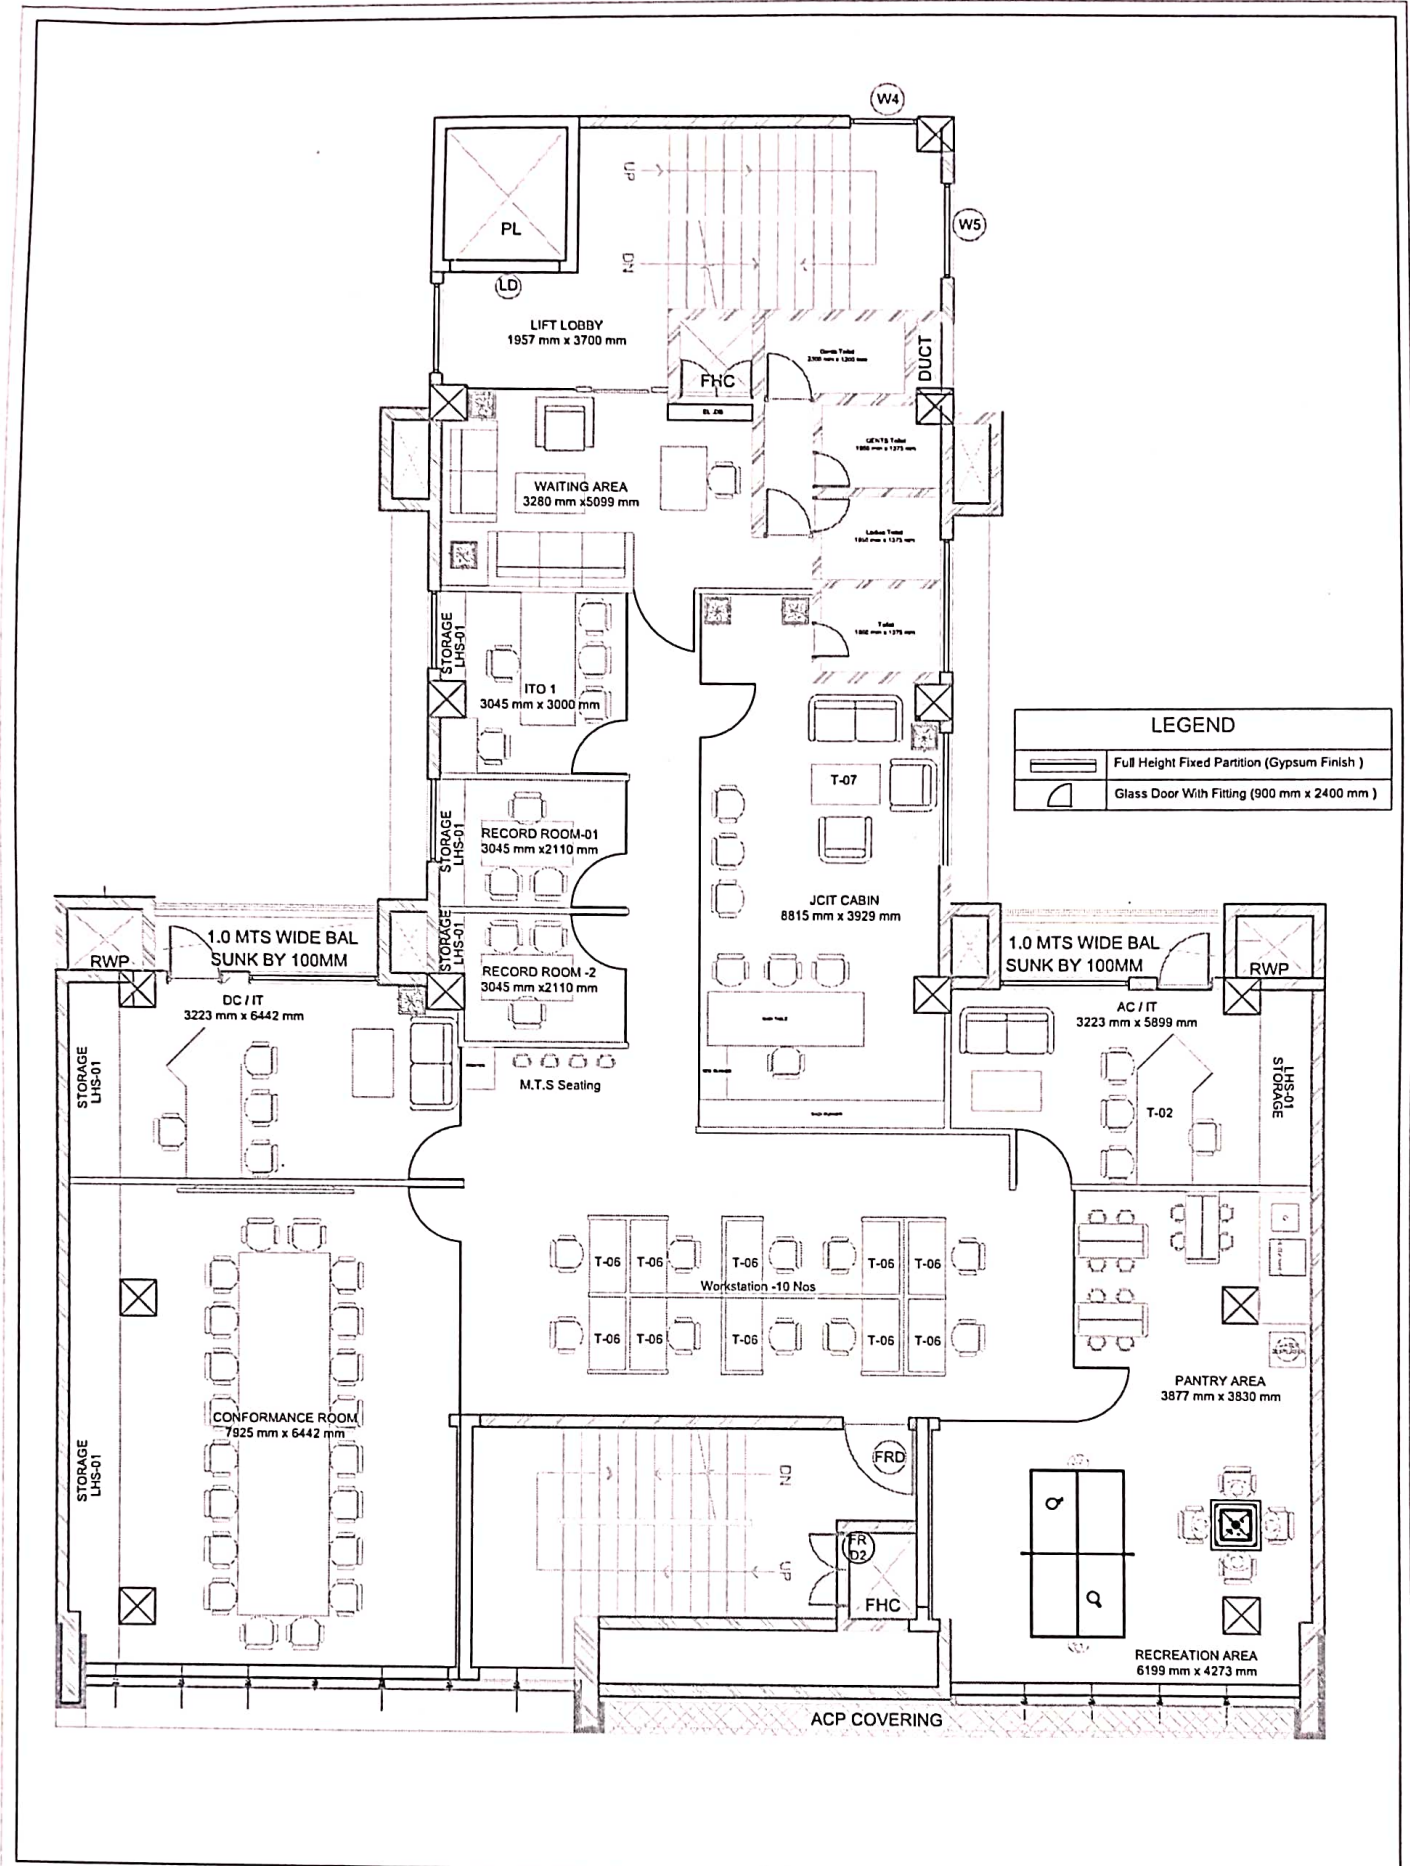 W4
UP
W5
PL
DN
LD
LIFT LOBBY
1957 mm x 3700 mm
DUCT
FHC
EL .DB
GENTS Toilet
WAITING AREA
3280 mm x5099 mm
Ladies Toilet
Toilet
STORAGE
LHS-01
ITO 1
3045 mm x 3000 mm
LEGEND
Full Height Fixed Partition (Gypsum Finish )
Glass Door With Fitting (900 mm x 2400 mm )
T-07
STORAGE
LHS-01
RECORD ROOM-01
3045 mm x2110 mm
JCIT CABIN
8815 mm x 3929 mm
STORAGE
LHS-01
RECORD ROOM -2
3045 mm x2110 mm
1.0 MTS WIDE BAL
SUNK BY 100MM
RWP
1.0 MTS WIDE BAL
SUNK BY 100MM
RWP
DC / IT
3223 mm x 6442 mm
AC / IT
3223 mm x 5899 mm
STORAGE
LHS-01
M.T.S Seating
T-02
LHS-01
STORAGE
T-06 T-06 T-06 T-06 T-06
Workstation -10 Nos
T-06 T-06 T-06 T-06 T-06
PANTRY AREA
3877 mm x 3830 mm
CONFORMANCE ROOM
7925 mm x 6442 mm
STORAGE
LHS-01
DN
FRD
UP
FR
D2
FHC
RECREATION AREA
6199 mm x 4273 mm
ACP COVERING